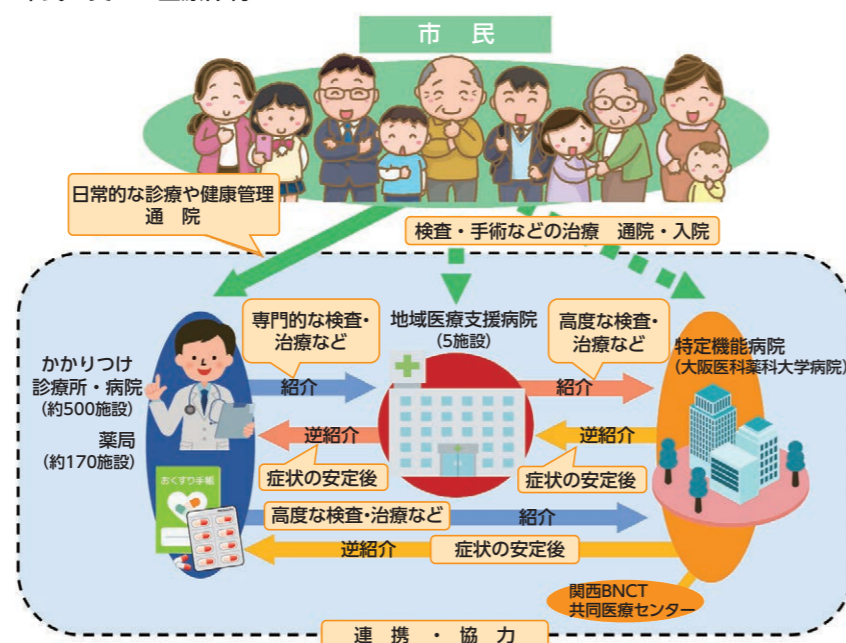 市 民
日常的な診療や健康管理
通 院
検査・手術などの治療 通院・入院
専門的な検査・
治療など
地域医療支援病院
(5施設)
高度な検査・
治療など
特定機能病院
(大阪医科薬科大学病院)
かかりつけ
診療所・病院
(約500施設)
薬局
(約170施設)
紹介
紹介
逆紹介
逆紹介
症状の安定後
症状の安定後
おくすり手帳
高度な検査・治療など
紹介
逆紹介
症状の安定後
関西BNCT
共同医療センター
連 携 ・ 協 力